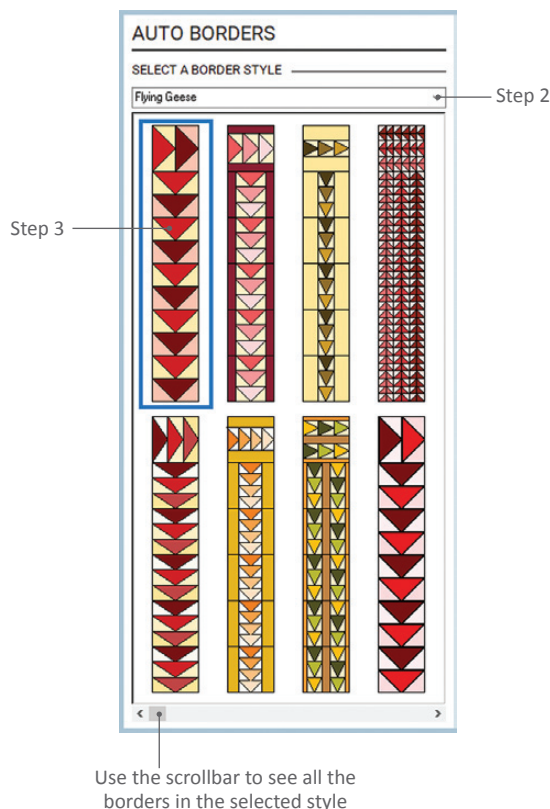 AUTO BORDERS
SELECT A BORDER STYLE
Flying Geese
Step 2
Step 3
Use the scrollbar to see all the
borders in the selected style